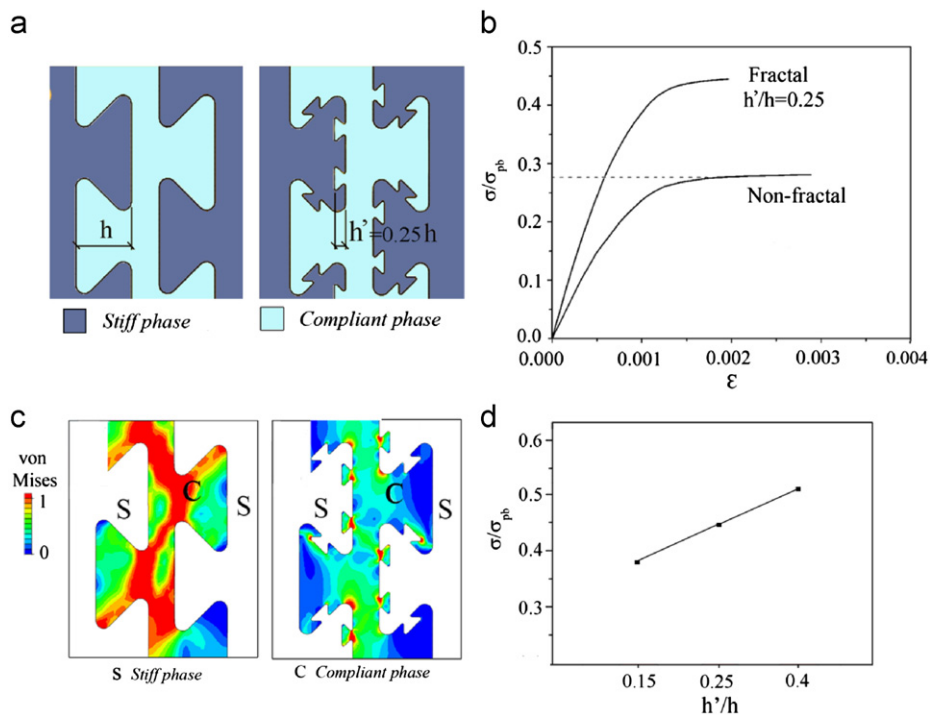 a
h
h'=0.25h
Stiff phase
Compliant phase
b
0.5
0.4
0.3
0.2
0.1
0.0
σ/σpb
Fractal
h'/h=0.25
Non-fractal
0.000
0.001
0.002
0.003
0.004
ε
c
von
Mises
1
0
S
C
S
S
C
S
S Stiff phase
C Compliant phase
d
0.6
0.5
0.4
0.3
σ/σpb
0.15
0.25
0.4
h'/h